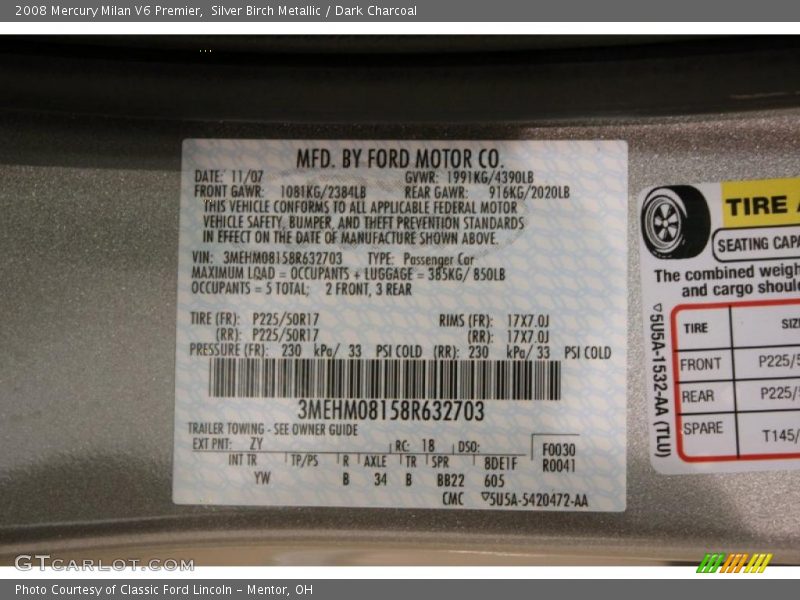 2008 Mercury Milan V6 Premier,  Silver Birch Metallic / Dark Charcoal
MFD. BY FORD MOTOR CO.
DATE: 11/07 GVWR: 1991KG/4390LB
FRONT GAWR: 1081KG/2384LB REAR GAWR: 916KG/2020LB
THIS VEHICLE CONFORMS TO ALL APPLICABLE FEDERAL MOTOR
VEHICLE SAFETY, BUMPER, AND THEFT PREVENTION STANDARDS
IN EFFECT ON THE DATE OF MANUFACTURE SHOWN ABOVE.
VIN: 3MEHM08158R632703 TYPE: Passenger Car
MAXIMUM LOAD = OCCUPANTS + LUGGAGE = 385KG/ 850LB
OCCUPANTS = 5 TOTAL; 2 FRONT, 3 REAR
TIRE (FR): P225/50R17 RIMS (FR): 17X7.0J
(RR): P225/50R17 (RR): 17X7.0J
PRESSURE (FR): 230 kPa/ 33 PSI COLD (RR): 230 kPa/ 33 PSI COLD
3MEHM08158R632703
TRAILER TOWING - SEE OWNER GUIDE
EXT PNT: ZY RC: 18 DSO: F0030
INT TR TP/PS R AXLE TR SPR 8DE1F R0041
YW B 34 B BB22 605
CMC 5U5A-5420472-AA
TIRE A
SEATING CAPA
The combined weigh
and cargo shoul
5U5A-1532-AA (TLU)
TIRE SIZ
FRONT P225/5
REAR P225/
SPARE T145/
GTCARLOT.COM
Photo Courtesy of Classic Ford Lincoln - Mentor, OH